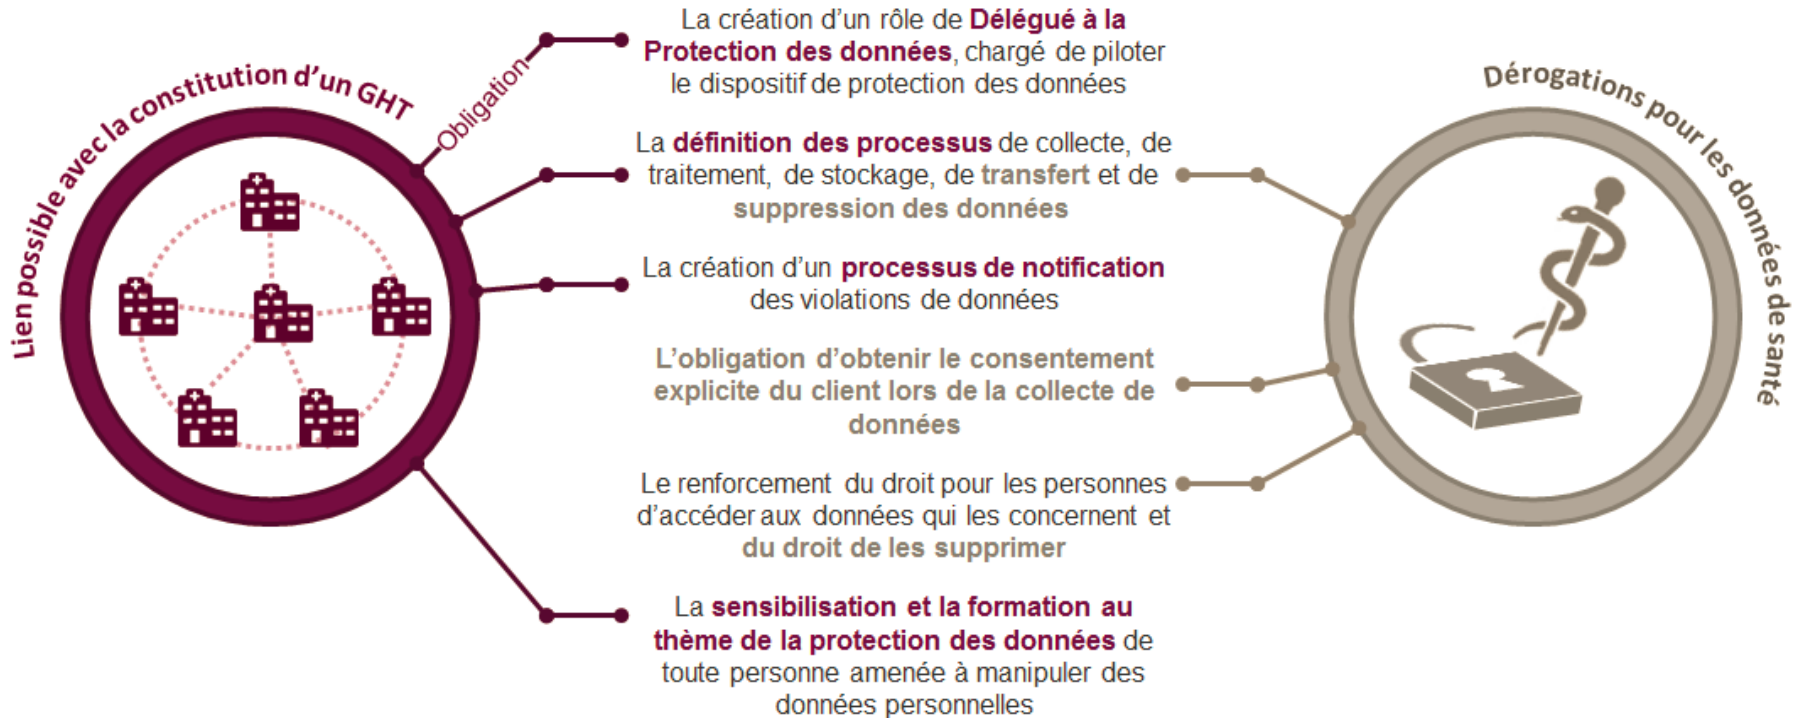 Lien possible avec la constitution d’un GHT
Obligation
La création d’un rôle de Délégué à la
Protection des données, chargé de piloter
le dispositif de protection des données
La définition des processus de collecte, de
traitement, de stockage, de transfert et de
suppression des données
La création d’un processus de notification
des violations de données
L’obligation d’obtenir le consentement
explicite du client lors de la collecte de
données
Le renforcement du droit pour les personnes
d’accéder aux données qui les concernent et
du droit de les supprimer
La sensibilisation et la formation au
thème de la protection des données de
toute personne amenée à manipuler des
données personnelles
Dérogations pour les données de santé